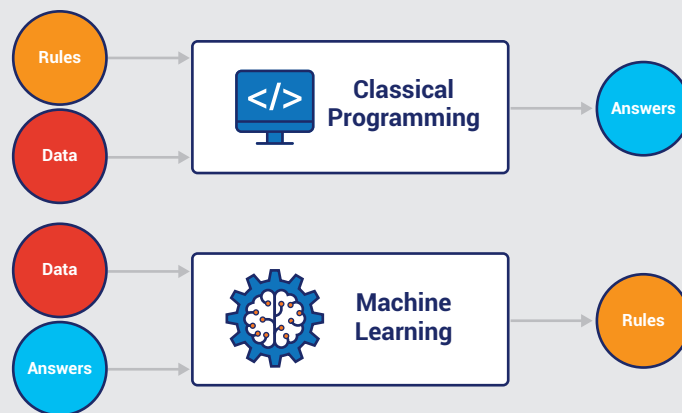 Rules
Data
</>
Classical
Programming
Answers
Data
Answers
Machine
Learning
Rules